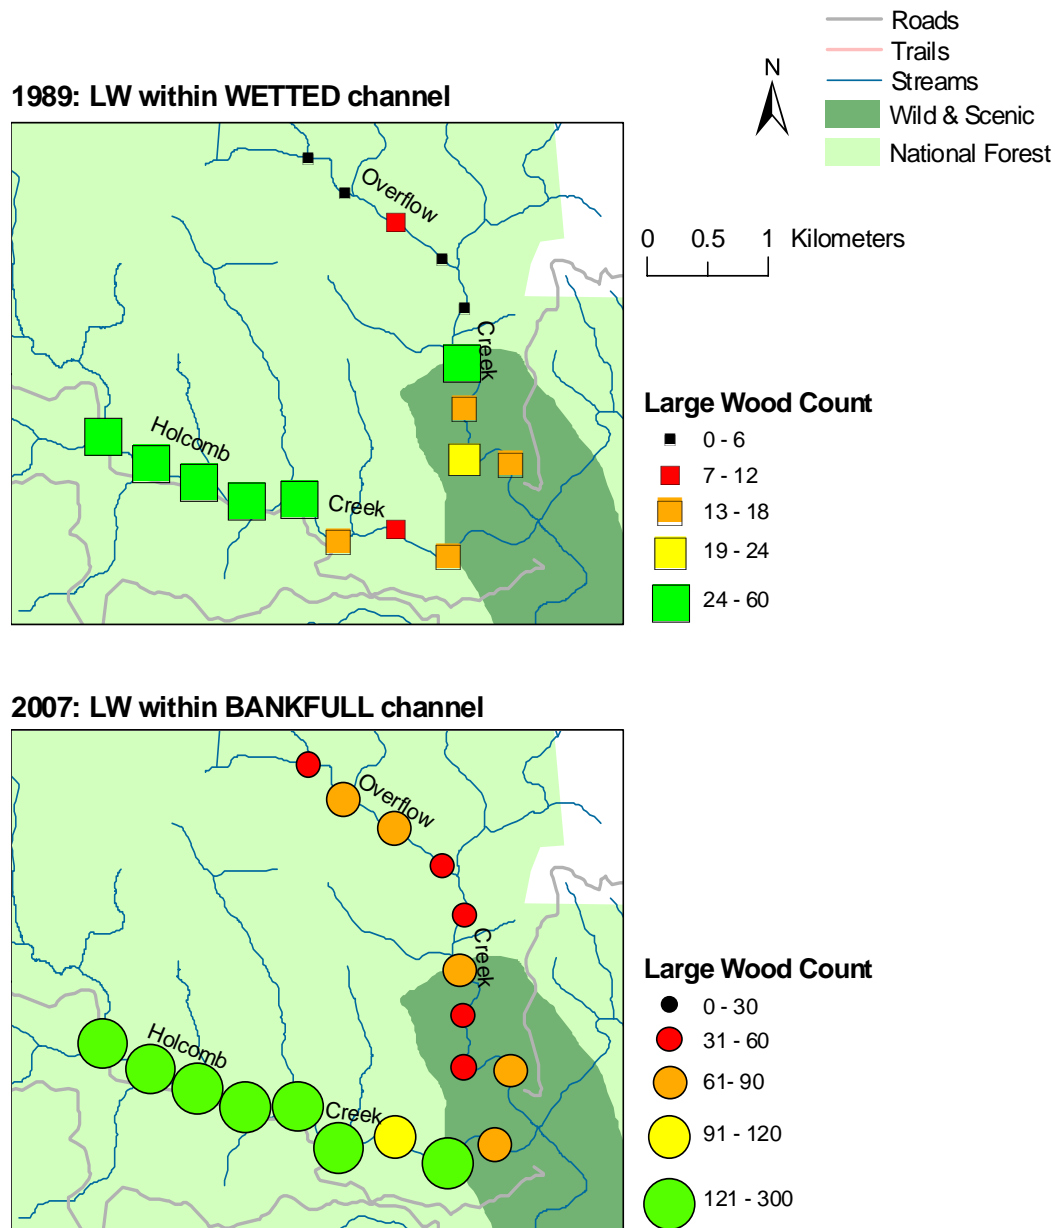 Roads
Trails
Streams
Wild & Scenic
National Forest
N
0 0.5 1 Kilometers
1989: LW within WETTED channel
Overflow
Creek
Holcomb
Creek
Large Wood Count
0 - 6
7 - 12
13 - 18
19 - 24
24 - 60
2007: LW within BANKFULL channel
Overflow
Creek
Holcomb
Creek
Large Wood Count
0 - 30
31 - 60
61- 90
91 - 120
121 - 300